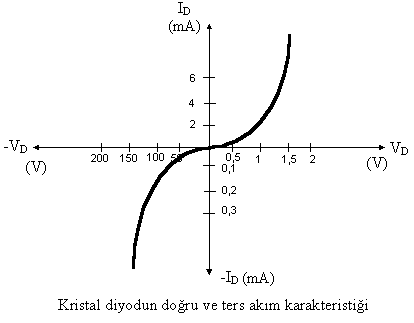 I_D
(mA)
6
4
2
-V_D
(V)
200 150 100 50
0,5 1 1,5 2
V_D
(V)
0,1
0,2
0,3
-I_D (mA)
Kristal diyodun doğru ve ters akım karakteristiği